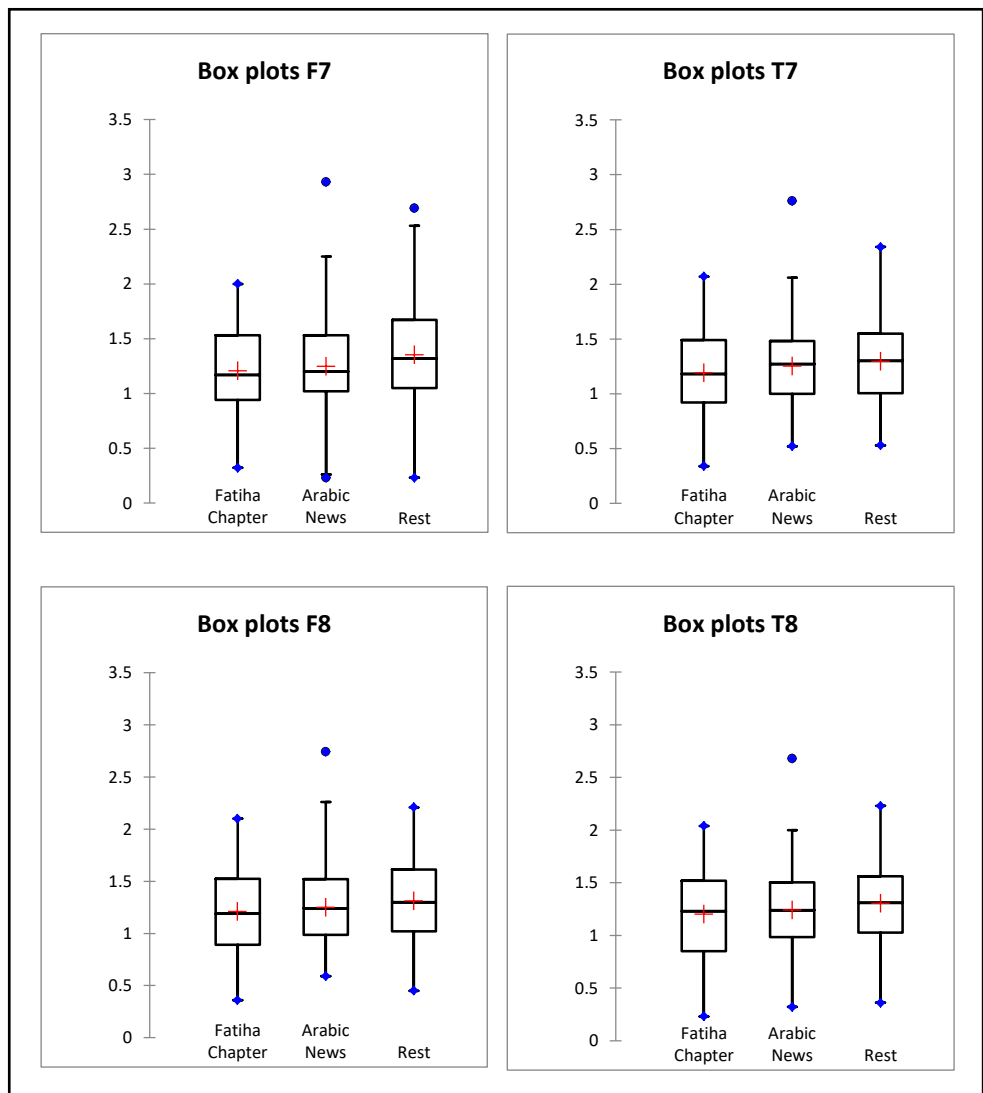 Box plots F7
3.5
3
2.5
2
1.5
1
0.5
0
Fatiha
Chapter
Arabic
News
Rest
Box plots T7
3.5
3
2.5
2
1.5
1
0.5
0
Fatiha
Chapter
Arabic
News
Rest
Box plots F8
3.5
3
2.5
2
1.5
1
0.5
0
Fatiha
Chapter
Arabic
News
Rest
Box plots T8
3.5
3
2.5
2
1.5
1
0.5
0
Fatiha
Chapter
Arabic
News
Rest